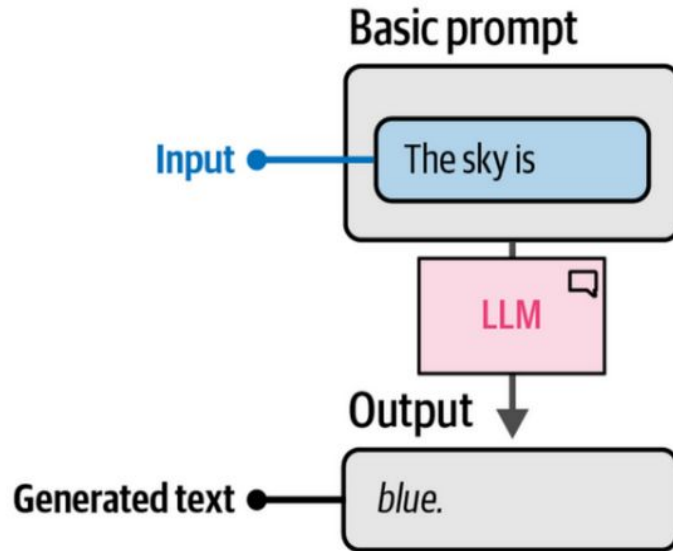 Basic prompt
Input
The sky is
LLM
Output
Generated text
blue.